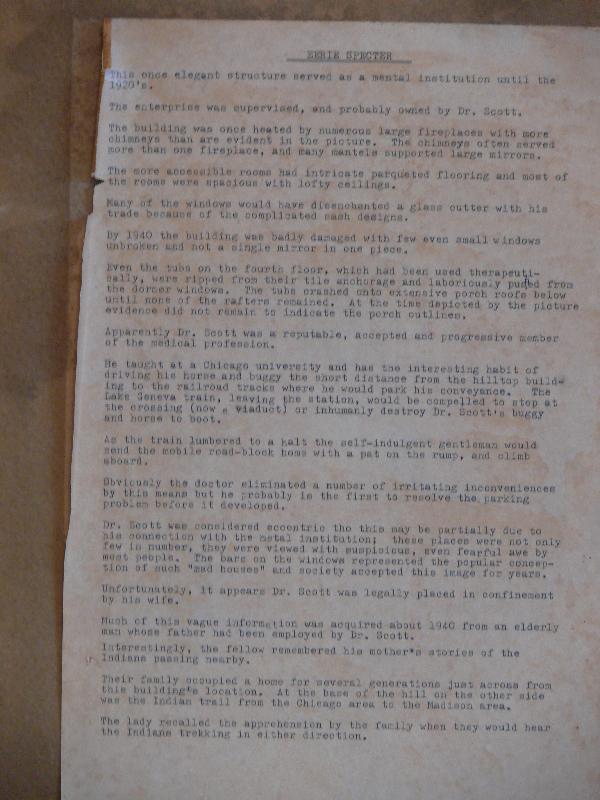 EERIE SPECTER
This once elegant structure served as a mental institution until the
1920's.
The enterprise was supervised, and probably owned by Dr. Scott.
The building was once heated by numerous large fireplaces with more
chimneys than are evident in the picture. The chimneys often served
more than one fireplace, and many mantels supported large mirrors.
The more accessible rooms had intricate parqueted flooring and most of
the rooms were spacious with lofty ceilings.
Many of the windows would have disenchanted a glass cutter with his
trade because of the complicated sash designs.
By 1940 the building was badly damaged with few even small windows
unbroken and not a single mirror in one piece.
Even the tubs on the fourth floor, which had been used therapeuti-
cally, were ripped from their tile anchorage and laboriously pushed from
the dormer windows. The tubs crashed onto extensive porch roofs below
until none of the rafters remained. At the time depicted by the picture
evidence did not remain to indicate the porch outlines.
Apparently Dr. Scott was a reputable, accepted and progressive member
of the medical profession.
He taught at a Chicago university and has the interesting habit of
driving his horse and buggy the short distance from the hilltop build-
ing to the railroad tracks where he would park his conveyance. The
Lake Geneva train, leaving the station, would be compelled to stop at
the crossing (now a viaduct) or inhumanly destroy Dr. Scott's buggy
and horse to boot.
As the train lumbered to a halt the self-indulgent gentleman would
send the mobile road-block home with a pat on the rump, and climb
aboard.
Obviously the doctor eliminated a number of irritating inconveniences
by this means but he probably is the first to resolve the parking
problem before it developed.
Dr. Scott was considered eccentric tho this may be partially due to
his connection with the metal institution; these places were not only
few in number, they were viewed with suspicious, even fearful awe by
most people. The bars on the windows represented the popular concep-
tion of such "mad houses" and society accepted this image for years.
Unfortunately, it appears Dr. Scott was legally placed in confinement
by his wife.
Much of this vague information was acquired about 1940 from an elderly
man whose father had been employed by Dr. Scott.
Interestingly, the fellow remembered his mother*s stories of the
Indians passing nearby.
Their family occupied a home for several generations just across from
this building*s location. At the base of the hill on the other side
was the Indian trail from the Chicago area to the Madison area.
The lady recalled the apprehension by the family when they would hear
the Indians trekking in either direction.